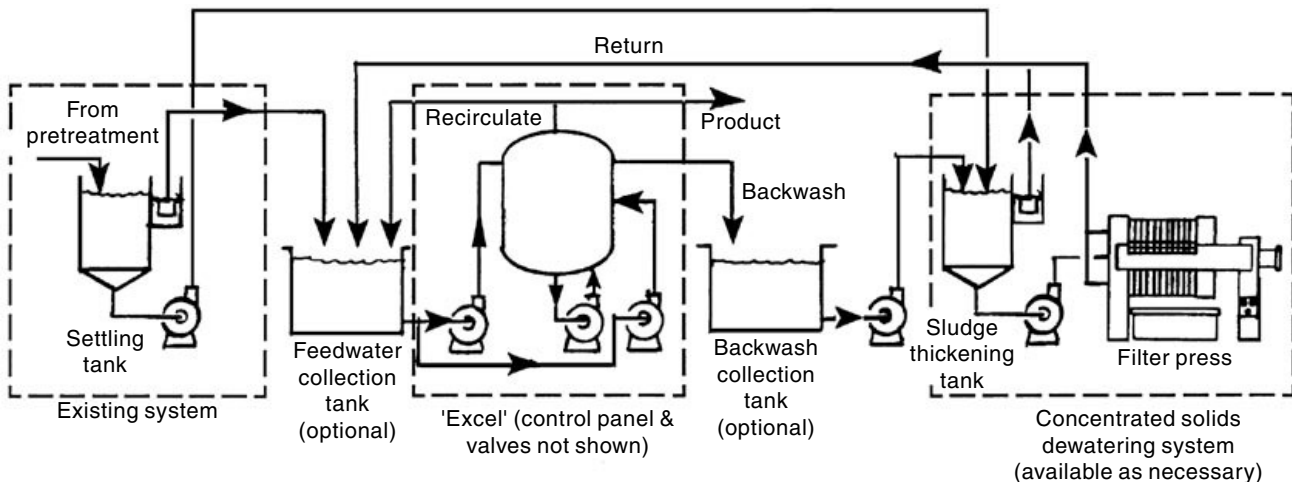 Return
From
pretreatment
Recirculate
Product
Backwash
Settling
tank
Existing system
Feedwater
collection
tank
(optional)
'Excel' (control panel &
valves not shown)
Backwash
collection
tank
(optional)
Sludge
thickening
tank
Filter press
Concentrated solids
dewatering system
(available as necessary)